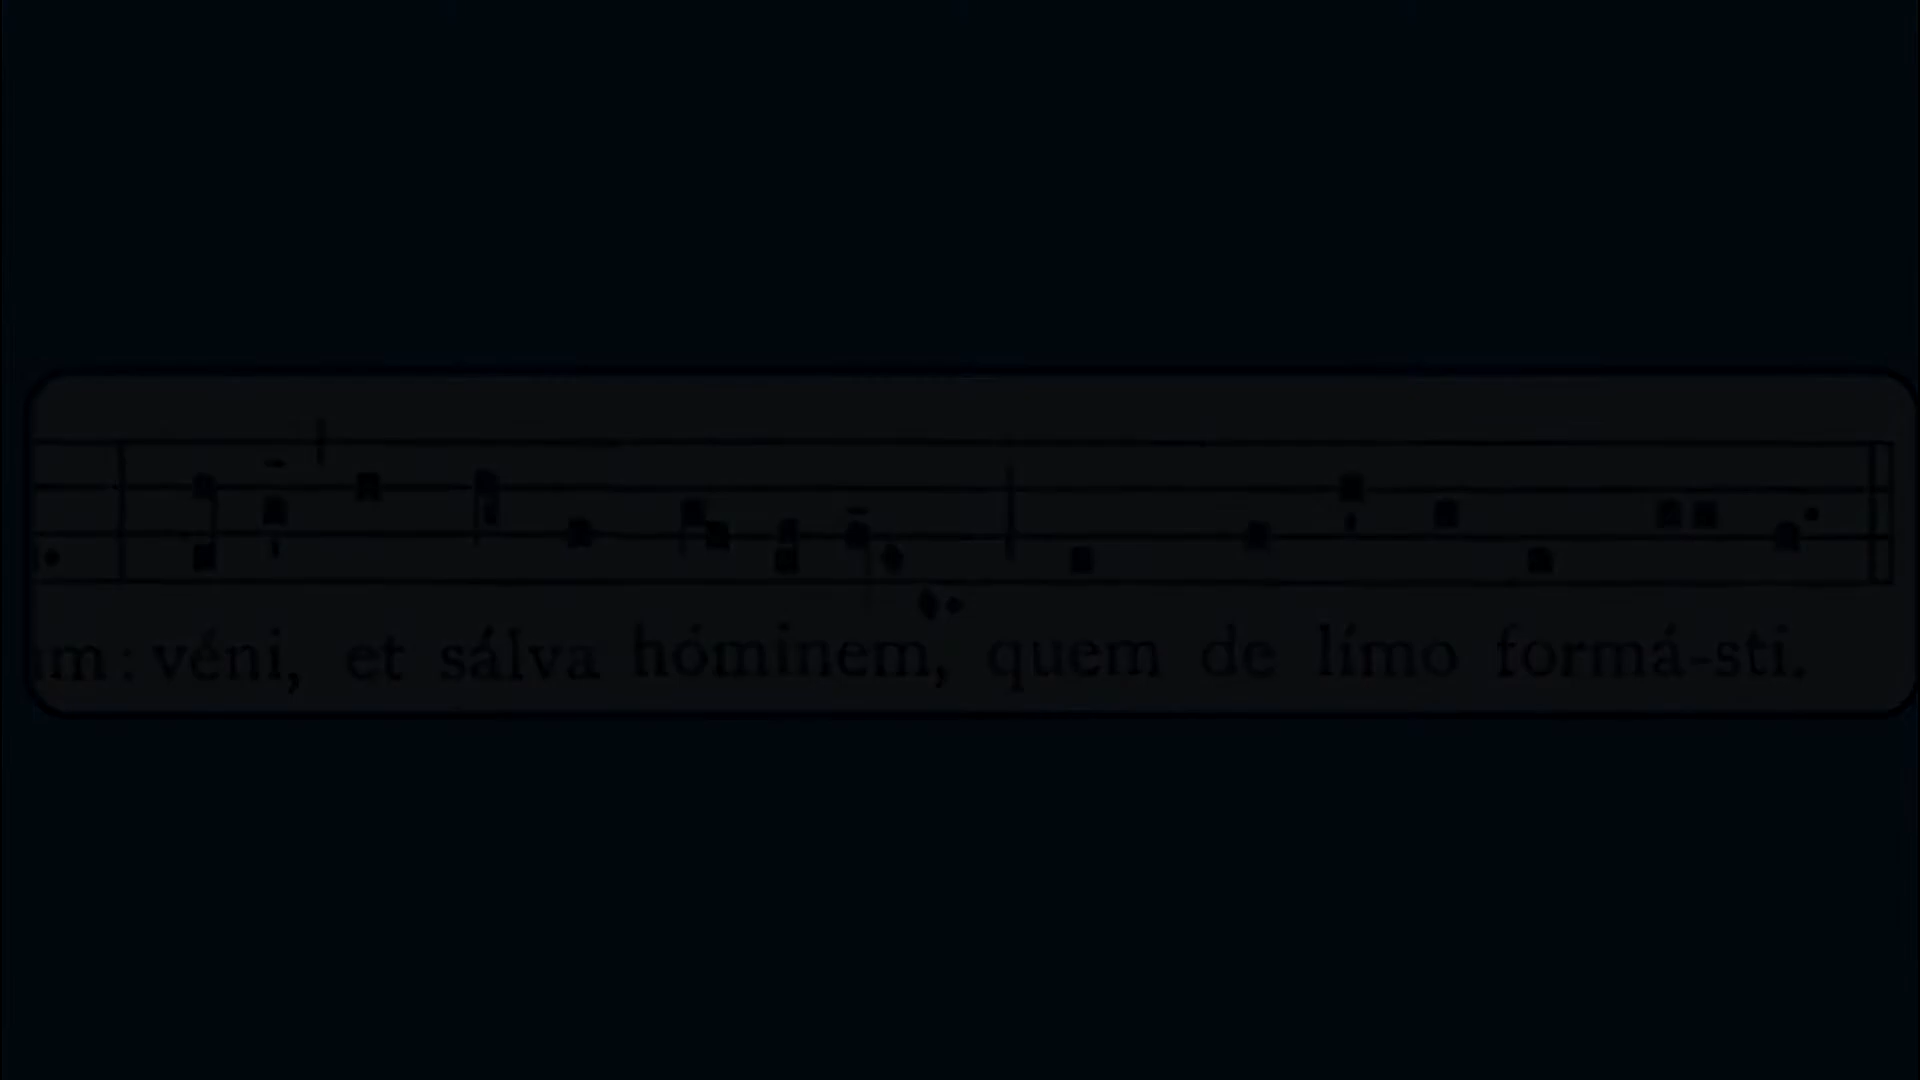 m : véni, et sálva hóminem, quem de límo formá-sti.